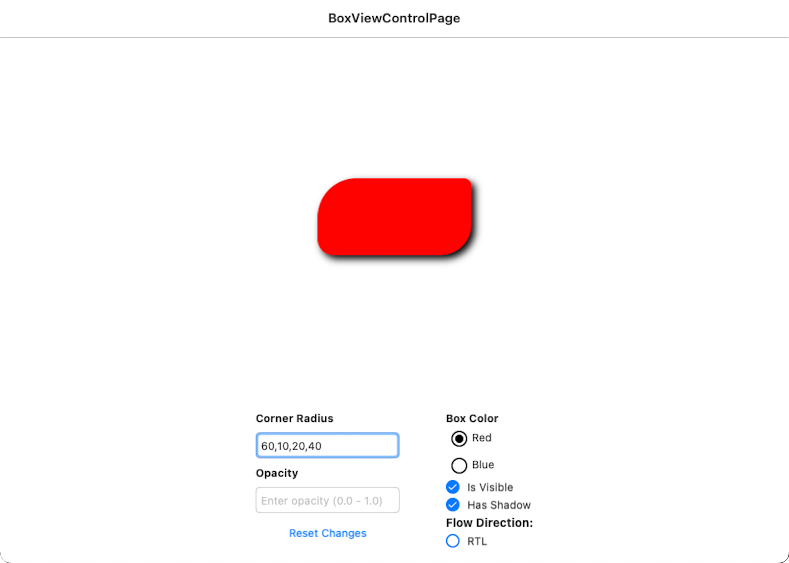 BoxViewControlPage
Corner Radius
60,10,20,40
Opacity
Enter opacity (0.0 - 1.0)
Reset Changes
Box Color
Red
Blue
Is Visible
Has Shadow
Flow Direction:
RTL